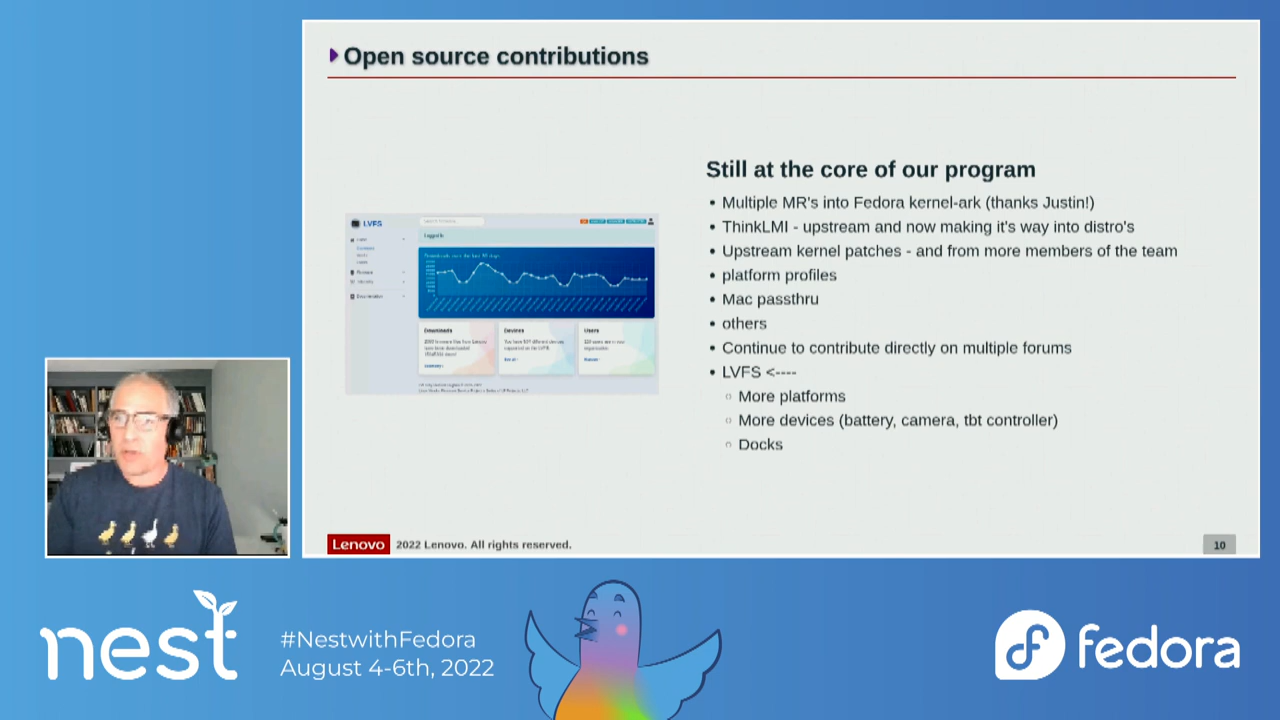 Open source contributions
Still at the core of our program
• Multiple MR's into Fedora kernel-ark (thanks Justin!)
• ThinkLMI - upstream and now making it's way into distro's
• Upstream kernel patches - and from more members of the team
• platform profiles
• Mac passthru
• others
• Continue to contribute directly on multiple forums
• LVFS <----
More platforms
More devices (battery, camera, tbt controller)
Docks
LVFS
Downloads
Devices
Users
Lenovo 2022 Lenovo. All rights reserved. 10
nest
#NestwithFedora
August 4-6th, 2022
fedora